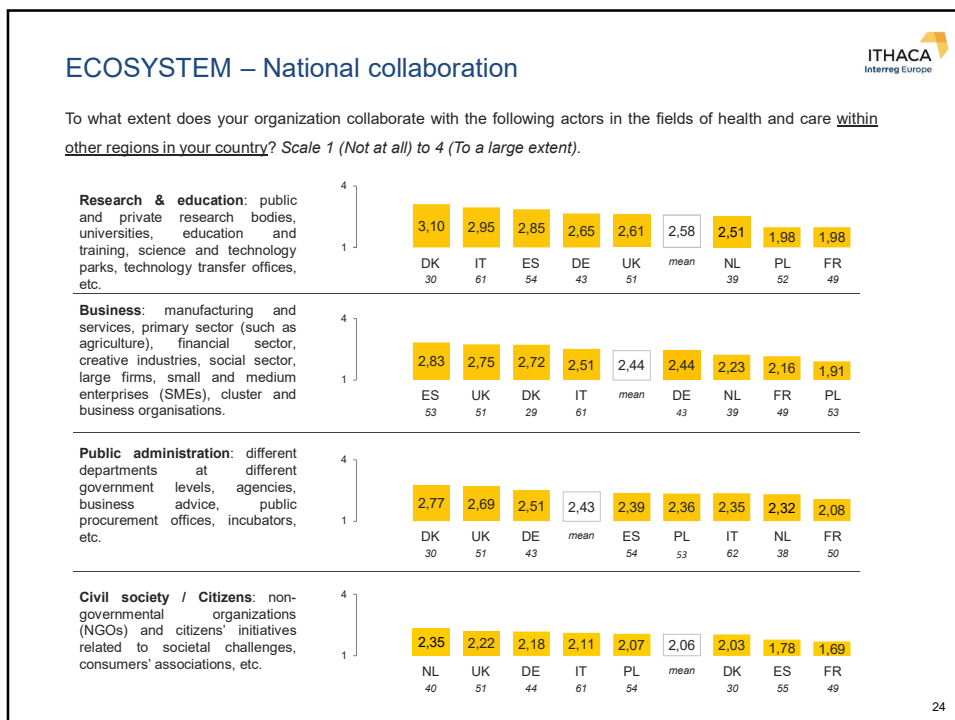 ECOSYSTEM – National collaboration
ITHACA
Interreg Europe
To what extent does your organization collaborate with the following actors in the fields of health and care within
other regions in your country? Scale 1 (Not at all) to 4 (To a large extent).
Research & education: public
and private research bodies,
universities, education and
training, science and technology
parks, technology transfer offices,
etc.
4
1
3,10 2,95 2,85 2,65 2,61 2,58 2,51 1,98 1,98
DK IT ES DE UK mean NL PL FR
30 61 54 43 51 39 52 49
Business: manufacturing and
services, primary sector (such as
agriculture), financial sector,
creative industries, social sector,
large firms, small and medium
enterprises (SMEs), cluster and
business organisations.
4
1
2,83 2,75 2,72 2,51 2,44 2,44 2,23 2,16 1,91
ES UK DK IT mean DE NL FR PL
53 51 29 61 43 39 49 53
Public administration: different
departments at different
government levels, agencies,
business advice, public
procurement offices, incubators,
etc.
4
1
2,77 2,69 2,51 2,43 2,39 2,36 2,35 2,32 2,08
DK UK DE mean ES PL IT NL FR
30 51 43 54 53 62 38 50
Civil society / Citizens: non-
governmental organizations
(NGOs) and citizens' initiatives
related to societal challenges,
consumers' associations, etc.
4
1
2,35 2,22 2,18 2,11 2,07 2,06 2,03 1,78 1,69
NL UK DE IT PL mean DK ES FR
40 51 44 61 54 30 55 49
24